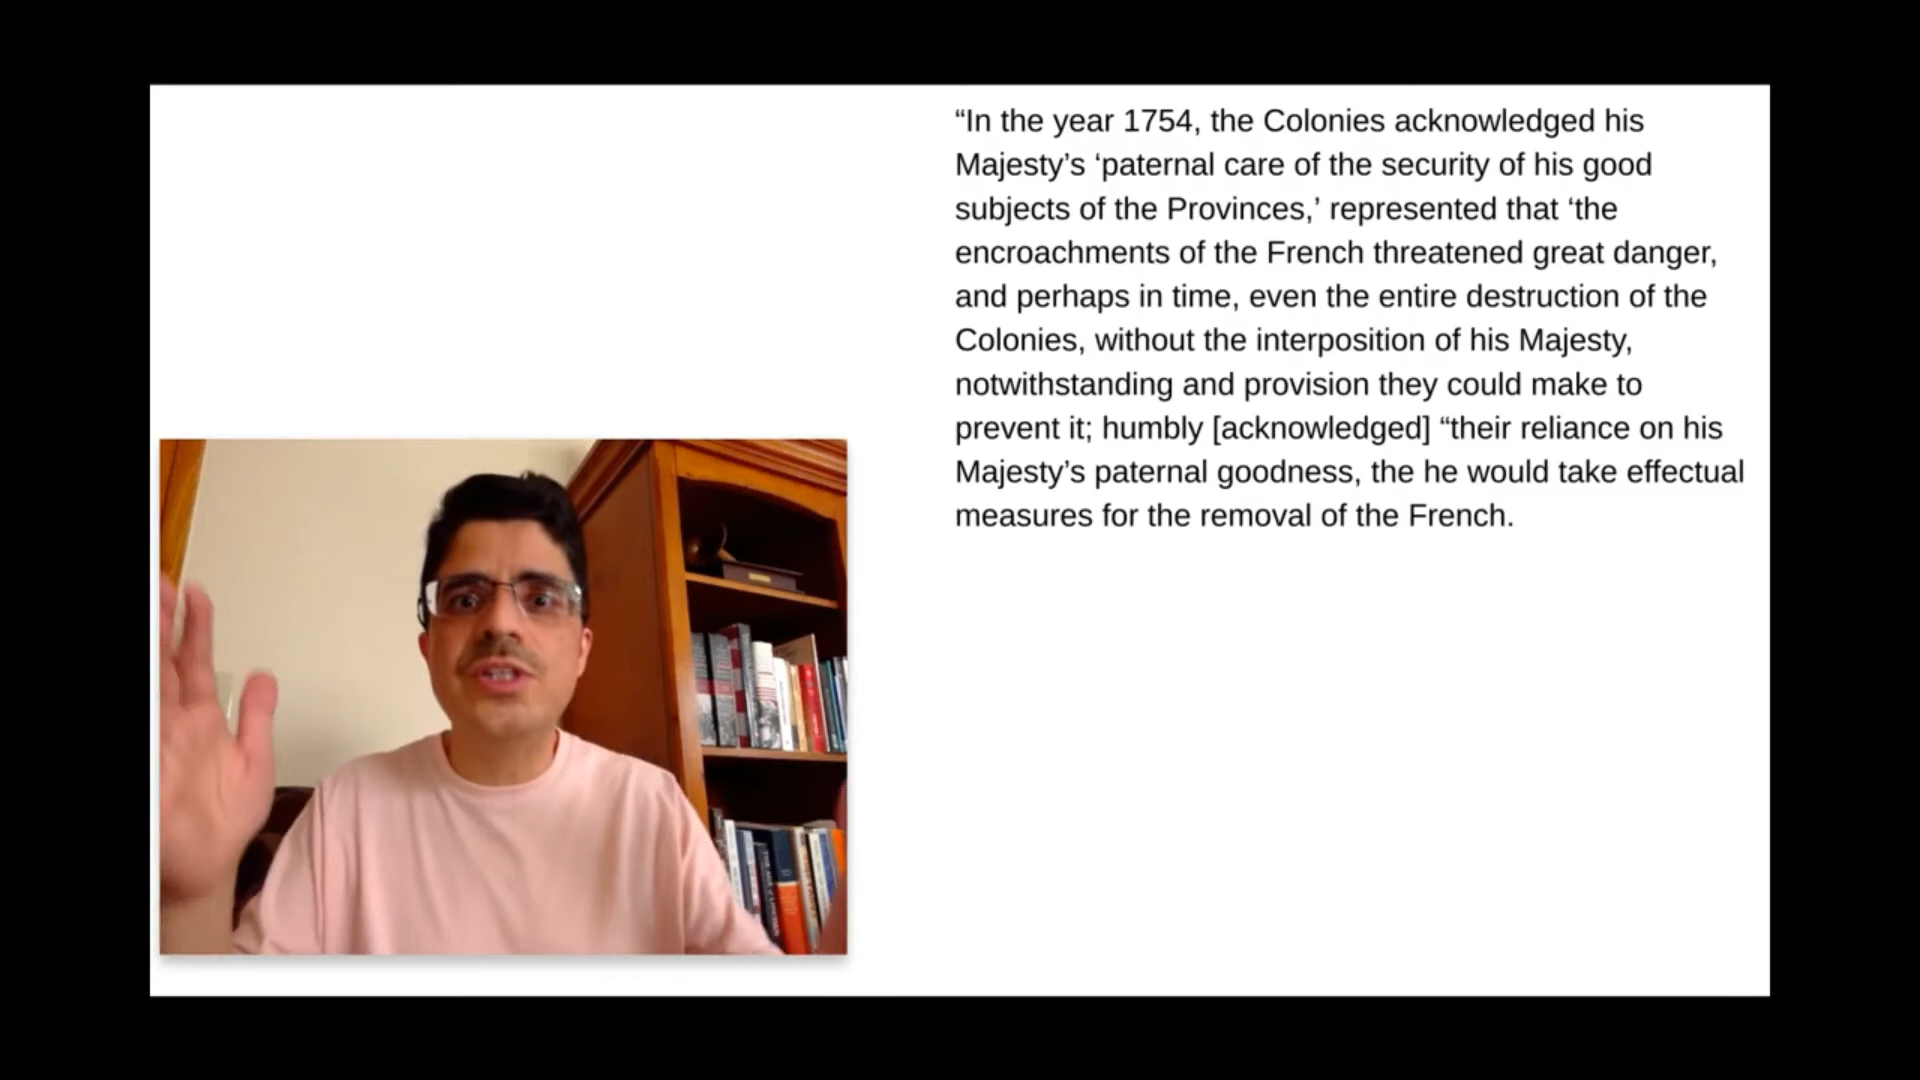 “In the year 1754, the Colonies acknowledged his
Majesty’s ‘paternal care of the security of his good
subjects of the Provinces,’ represented that ‘the
encroachments of the French threatened great danger,
and perhaps in time, even the entire destruction of the
Colonies, without the interposition of his Majesty,
notwithstanding and provision they could make to
prevent it; humbly [acknowledged] “their reliance on his
Majesty’s paternal goodness, the he would take effectual
measures for the removal of the French.